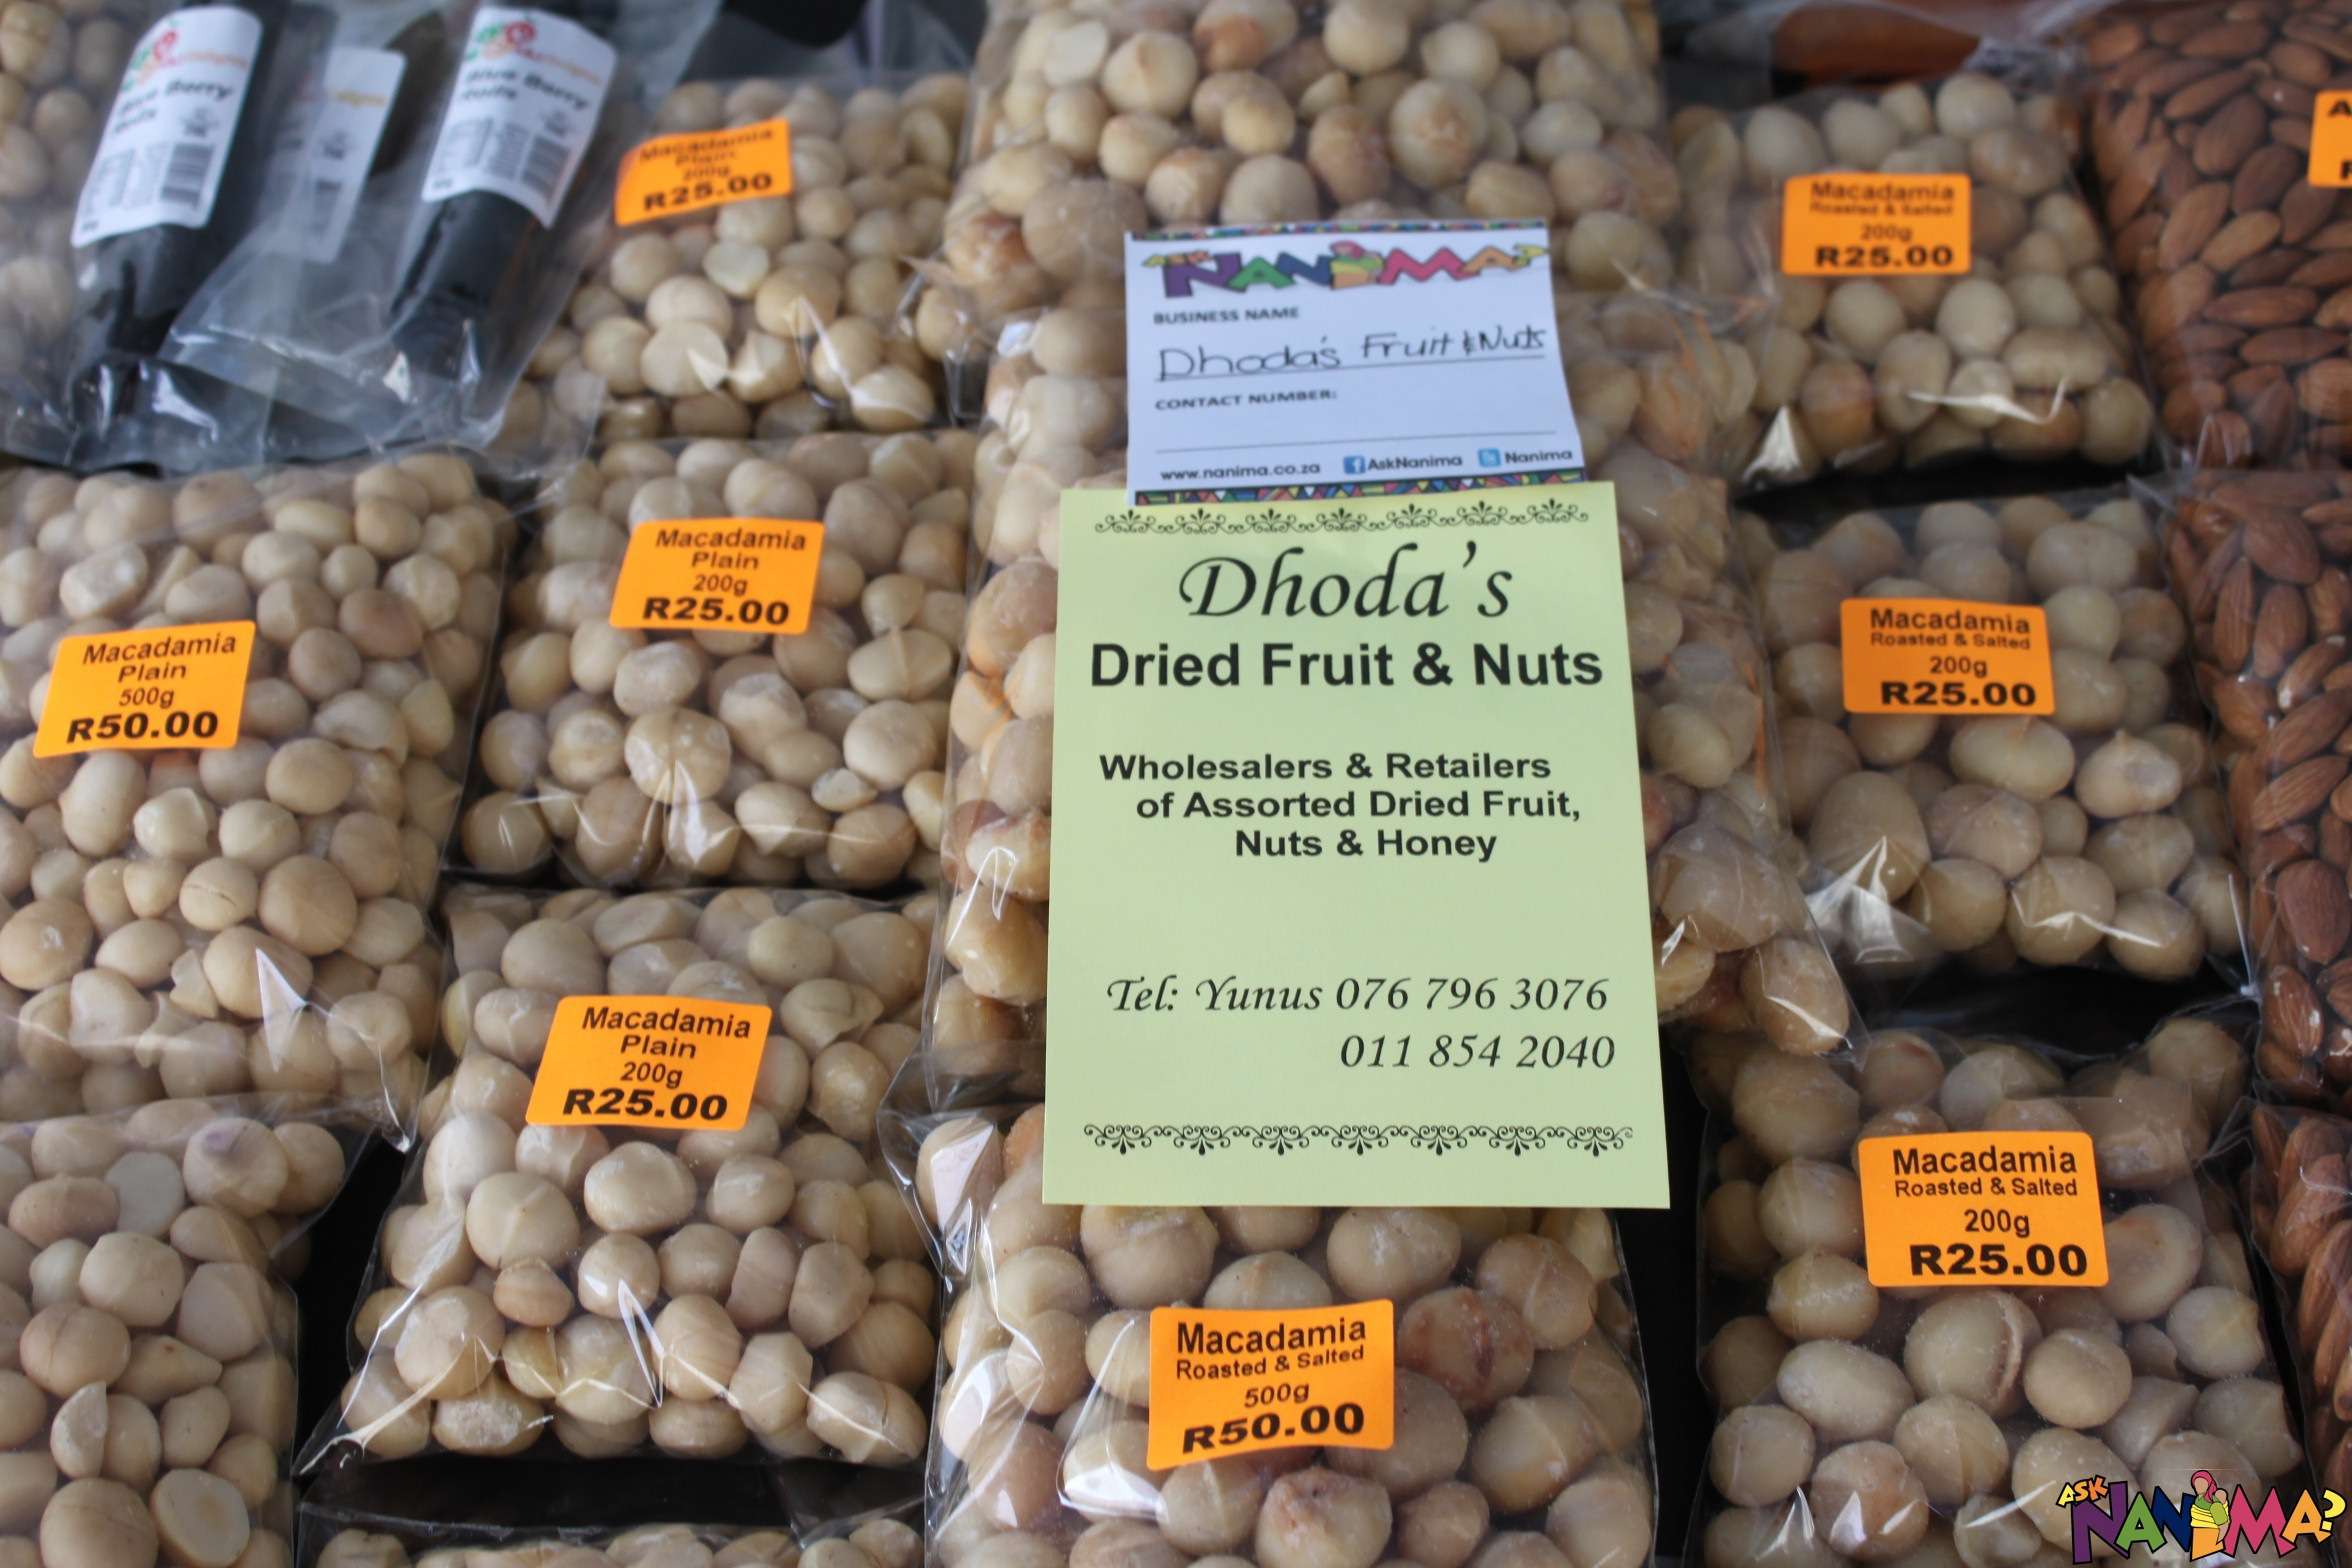 Macadamia
Plain
200g
R25.00
Macadamia
Roasted & Salted
200g
R25.00
ASK NANIMA?
BUSINESS NAME
Dhoda's Fruit & Nuts
CONTACT NUMBER:
www.nanima.co.za AskNanima Nanima
Macadamia
Plain
500g
R50.00
Macadamia
Plain
200g
R25.00
Dhoda's
Dried Fruit & Nuts
Wholesalers & Retailers
of Assorted Dried Fruit,
Nuts & Honey
Tel: Yunus 076 796 3076
011 854 2040
Macadamia
Roasted & Salted
200g
R25.00
Macadamia
Plain
200g
R25.00
Macadamia
Roasted & Salted
500g
R50.00
Macadamia
Roasted & Salted
200g
R25.00
ASK NANIMA?